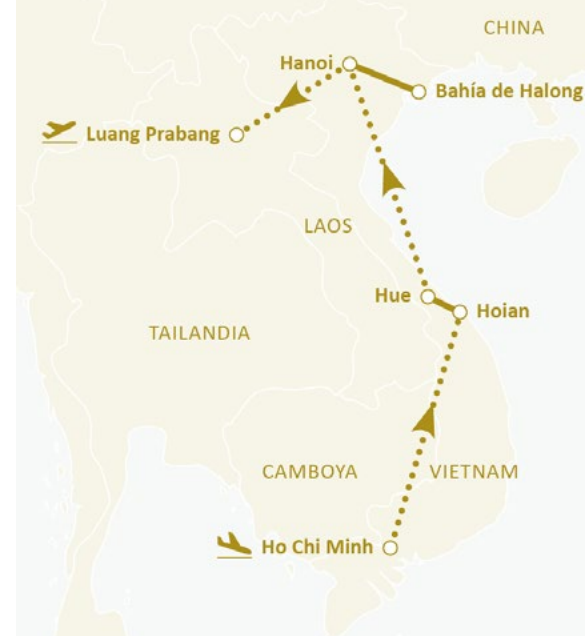 CHINA
Hanoi
Bahía de Halong
Luang Prabang
LAOS
Hue
Hoian
TAILANDIA
CAMBOYA
VIETNAM
Ho Chi Minh